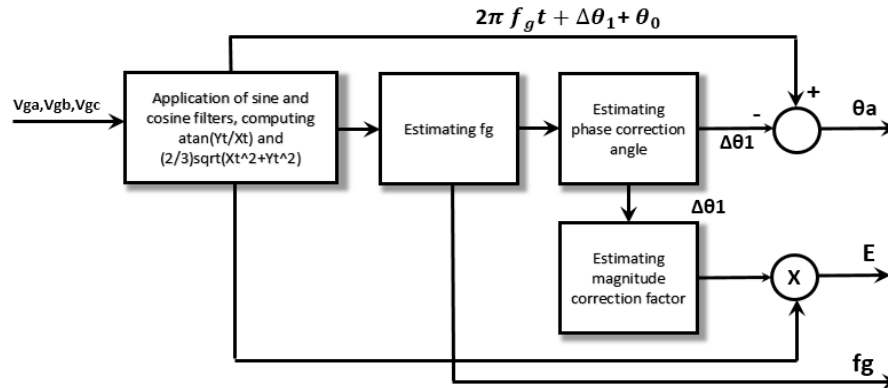 2π f_g t + Δθ₁ + θ₀
Vga,Vgb,Vgc
Application of sine and
cosine filters, computing
atan(Yt/Xt) and
(2/3)sqrt(Xt^2+Yt^2)
Estimating fg
Estimating
phase correction
angle
-
+
Δθ1
θa
Δθ1
Estimating
magnitude
correction factor
X
E
fg